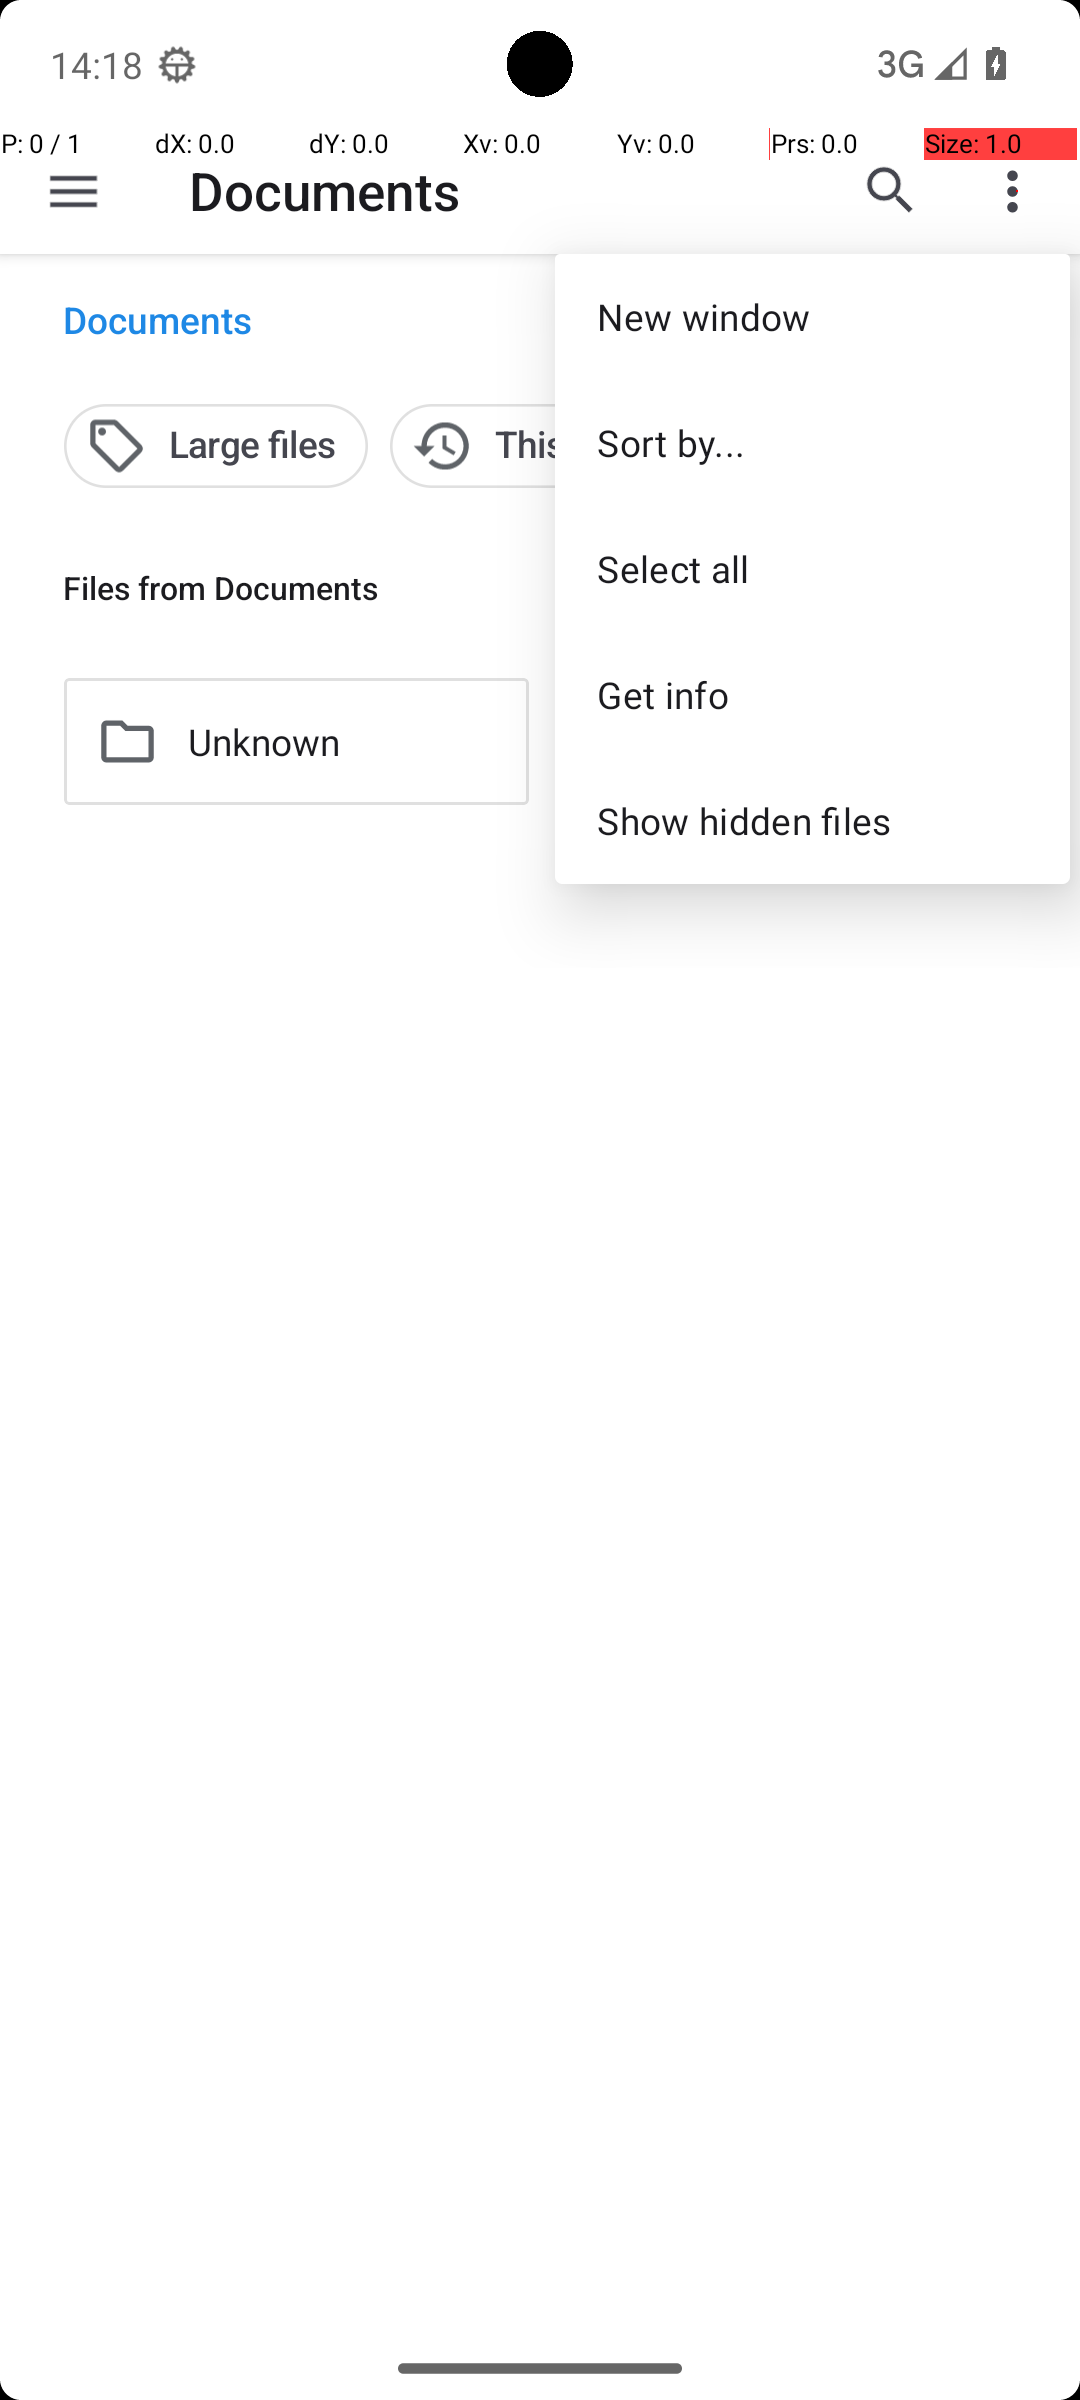 14:18
3G
P: 0 / 1 dX: 0.0 dY: 0.0 Xv: 0.0 Yv: 0.0 Prs: 0.0 Size: 1.0
Documents
Documents
New window
Large files
This
Sort by...
Select all
Files from Documents
Get info
Unknown
Show hidden files